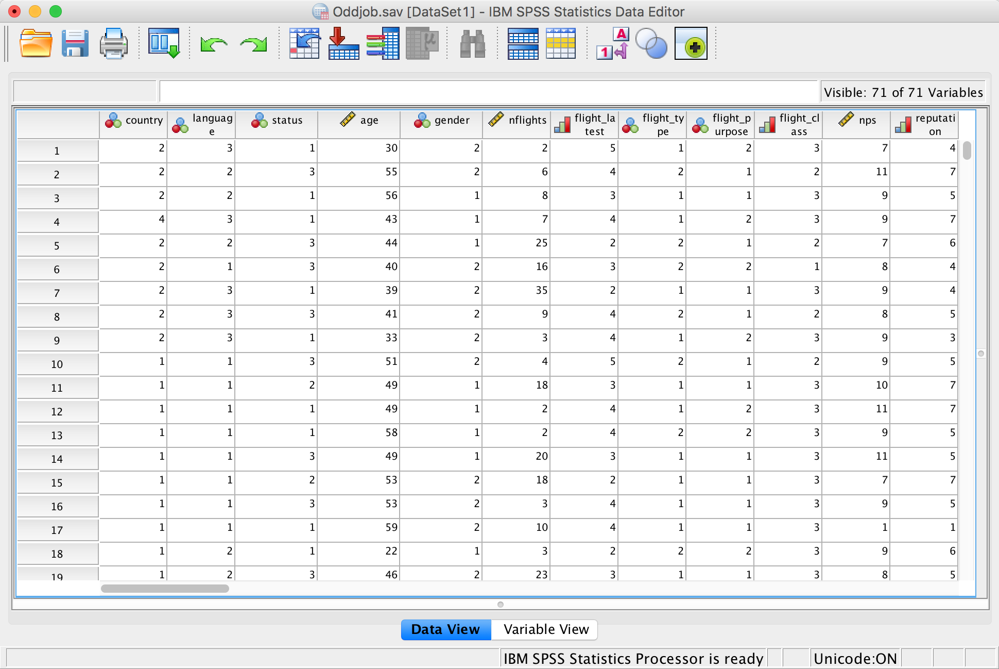 Oddjob.sav [DataSet1] - IBM SPSS Statistics Data Editor
A
1
μ
Visible: 71 of 71 Variables
country languag e status age gender nflights flight_la test flight_ty pe flight_p urpose flight_cl ass nps reputati on
1 2 3 1 30 2 2 5 1 2 3 7 4
2 2 2 3 55 2 6 4 2 1 2 11 7
3 2 2 1 56 1 8 3 1 1 3 9 5
4 4 3 1 43 1 7 4 1 2 3 9 7
5 2 2 3 44 1 25 2 2 1 2 7 6
6 2 1 3 40 2 16 3 2 2 1 8 4
7 2 3 1 39 2 35 2 1 1 3 9 4
8 2 3 3 41 2 9 4 2 1 2 8 5
9 2 3 1 33 2 3 4 1 2 3 9 3
10 1 1 3 51 2 4 5 2 1 2 9 5
11 1 1 2 49 1 18 3 1 1 3 10 7
12 1 1 1 49 1 2 4 1 2 3 11 7
13 1 1 1 58 1 2 4 2 2 3 9 5
14 1 1 3 49 1 20 3 1 1 3 11 5
15 1 1 2 53 2 18 2 1 1 3 7 7
16 1 1 3 53 2 3 4 1 1 3 9 5
17 1 1 1 59 2 10 4 1 1 3 1 1
18 1 2 1 22 1 3 2 2 2 3 9 6
19 1 2 3 46 2 23 3 1 1 3 8 5
Data View Variable View
IBM SPSS Statistics Processor is ready Unicode:ON